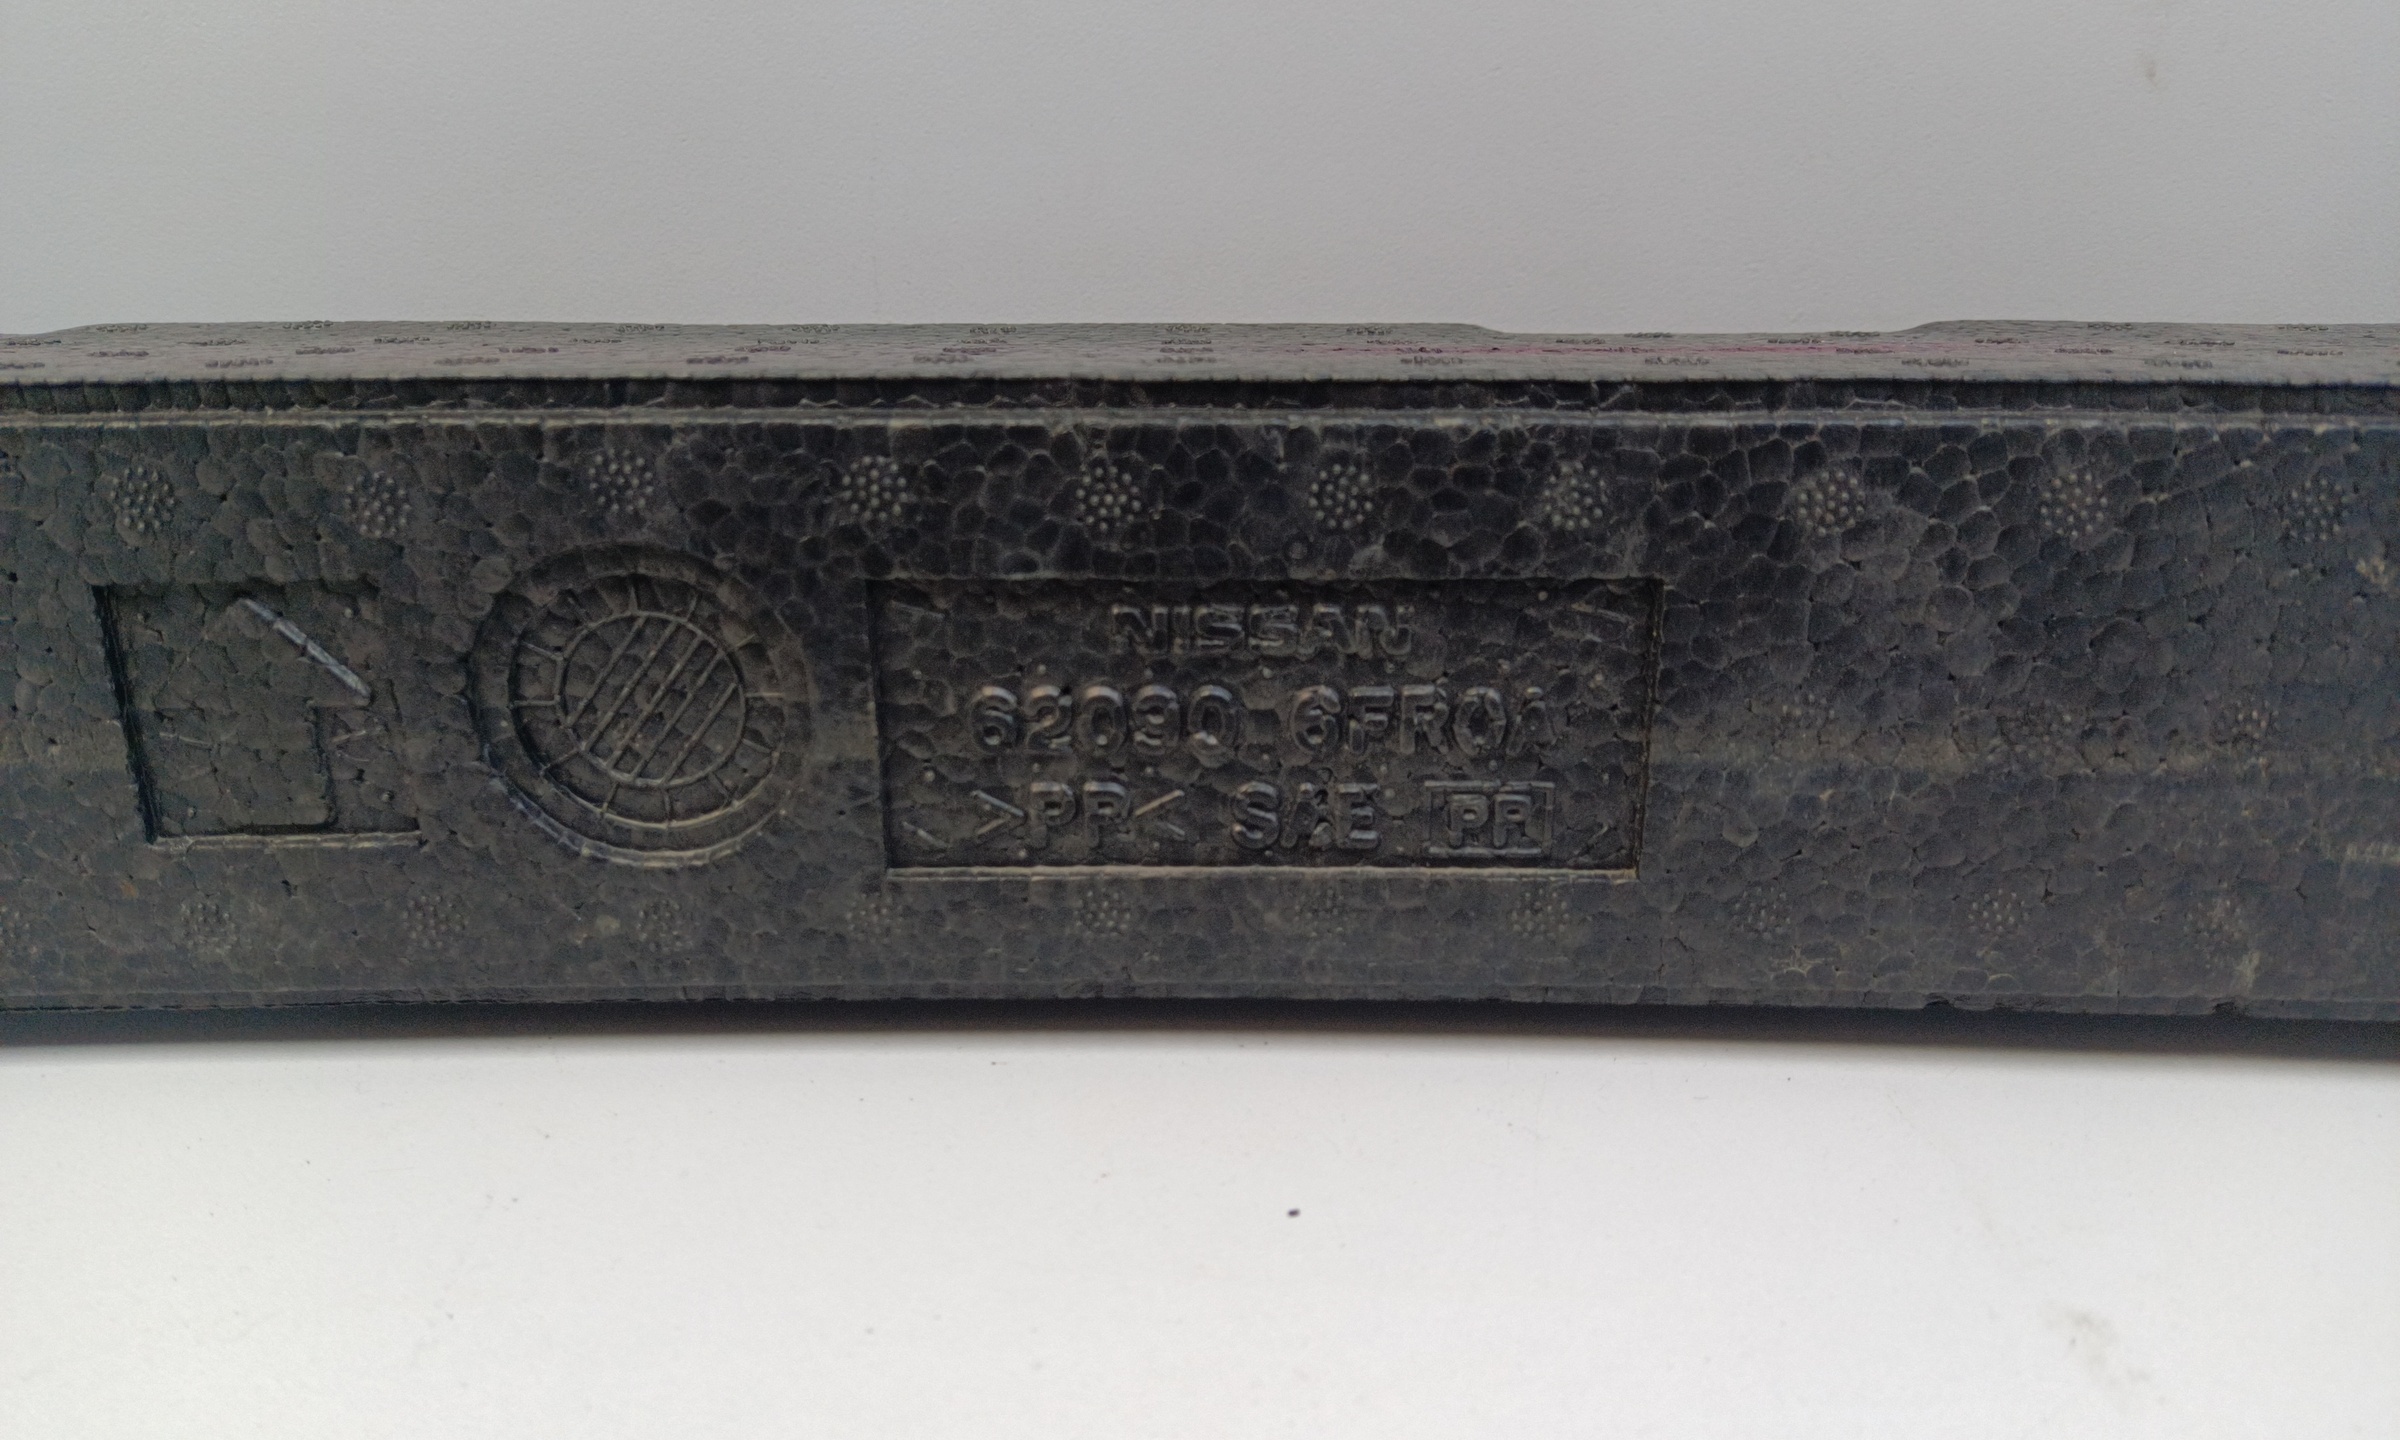 NISSAN
62090 6FR0A
>PP< SAE PP